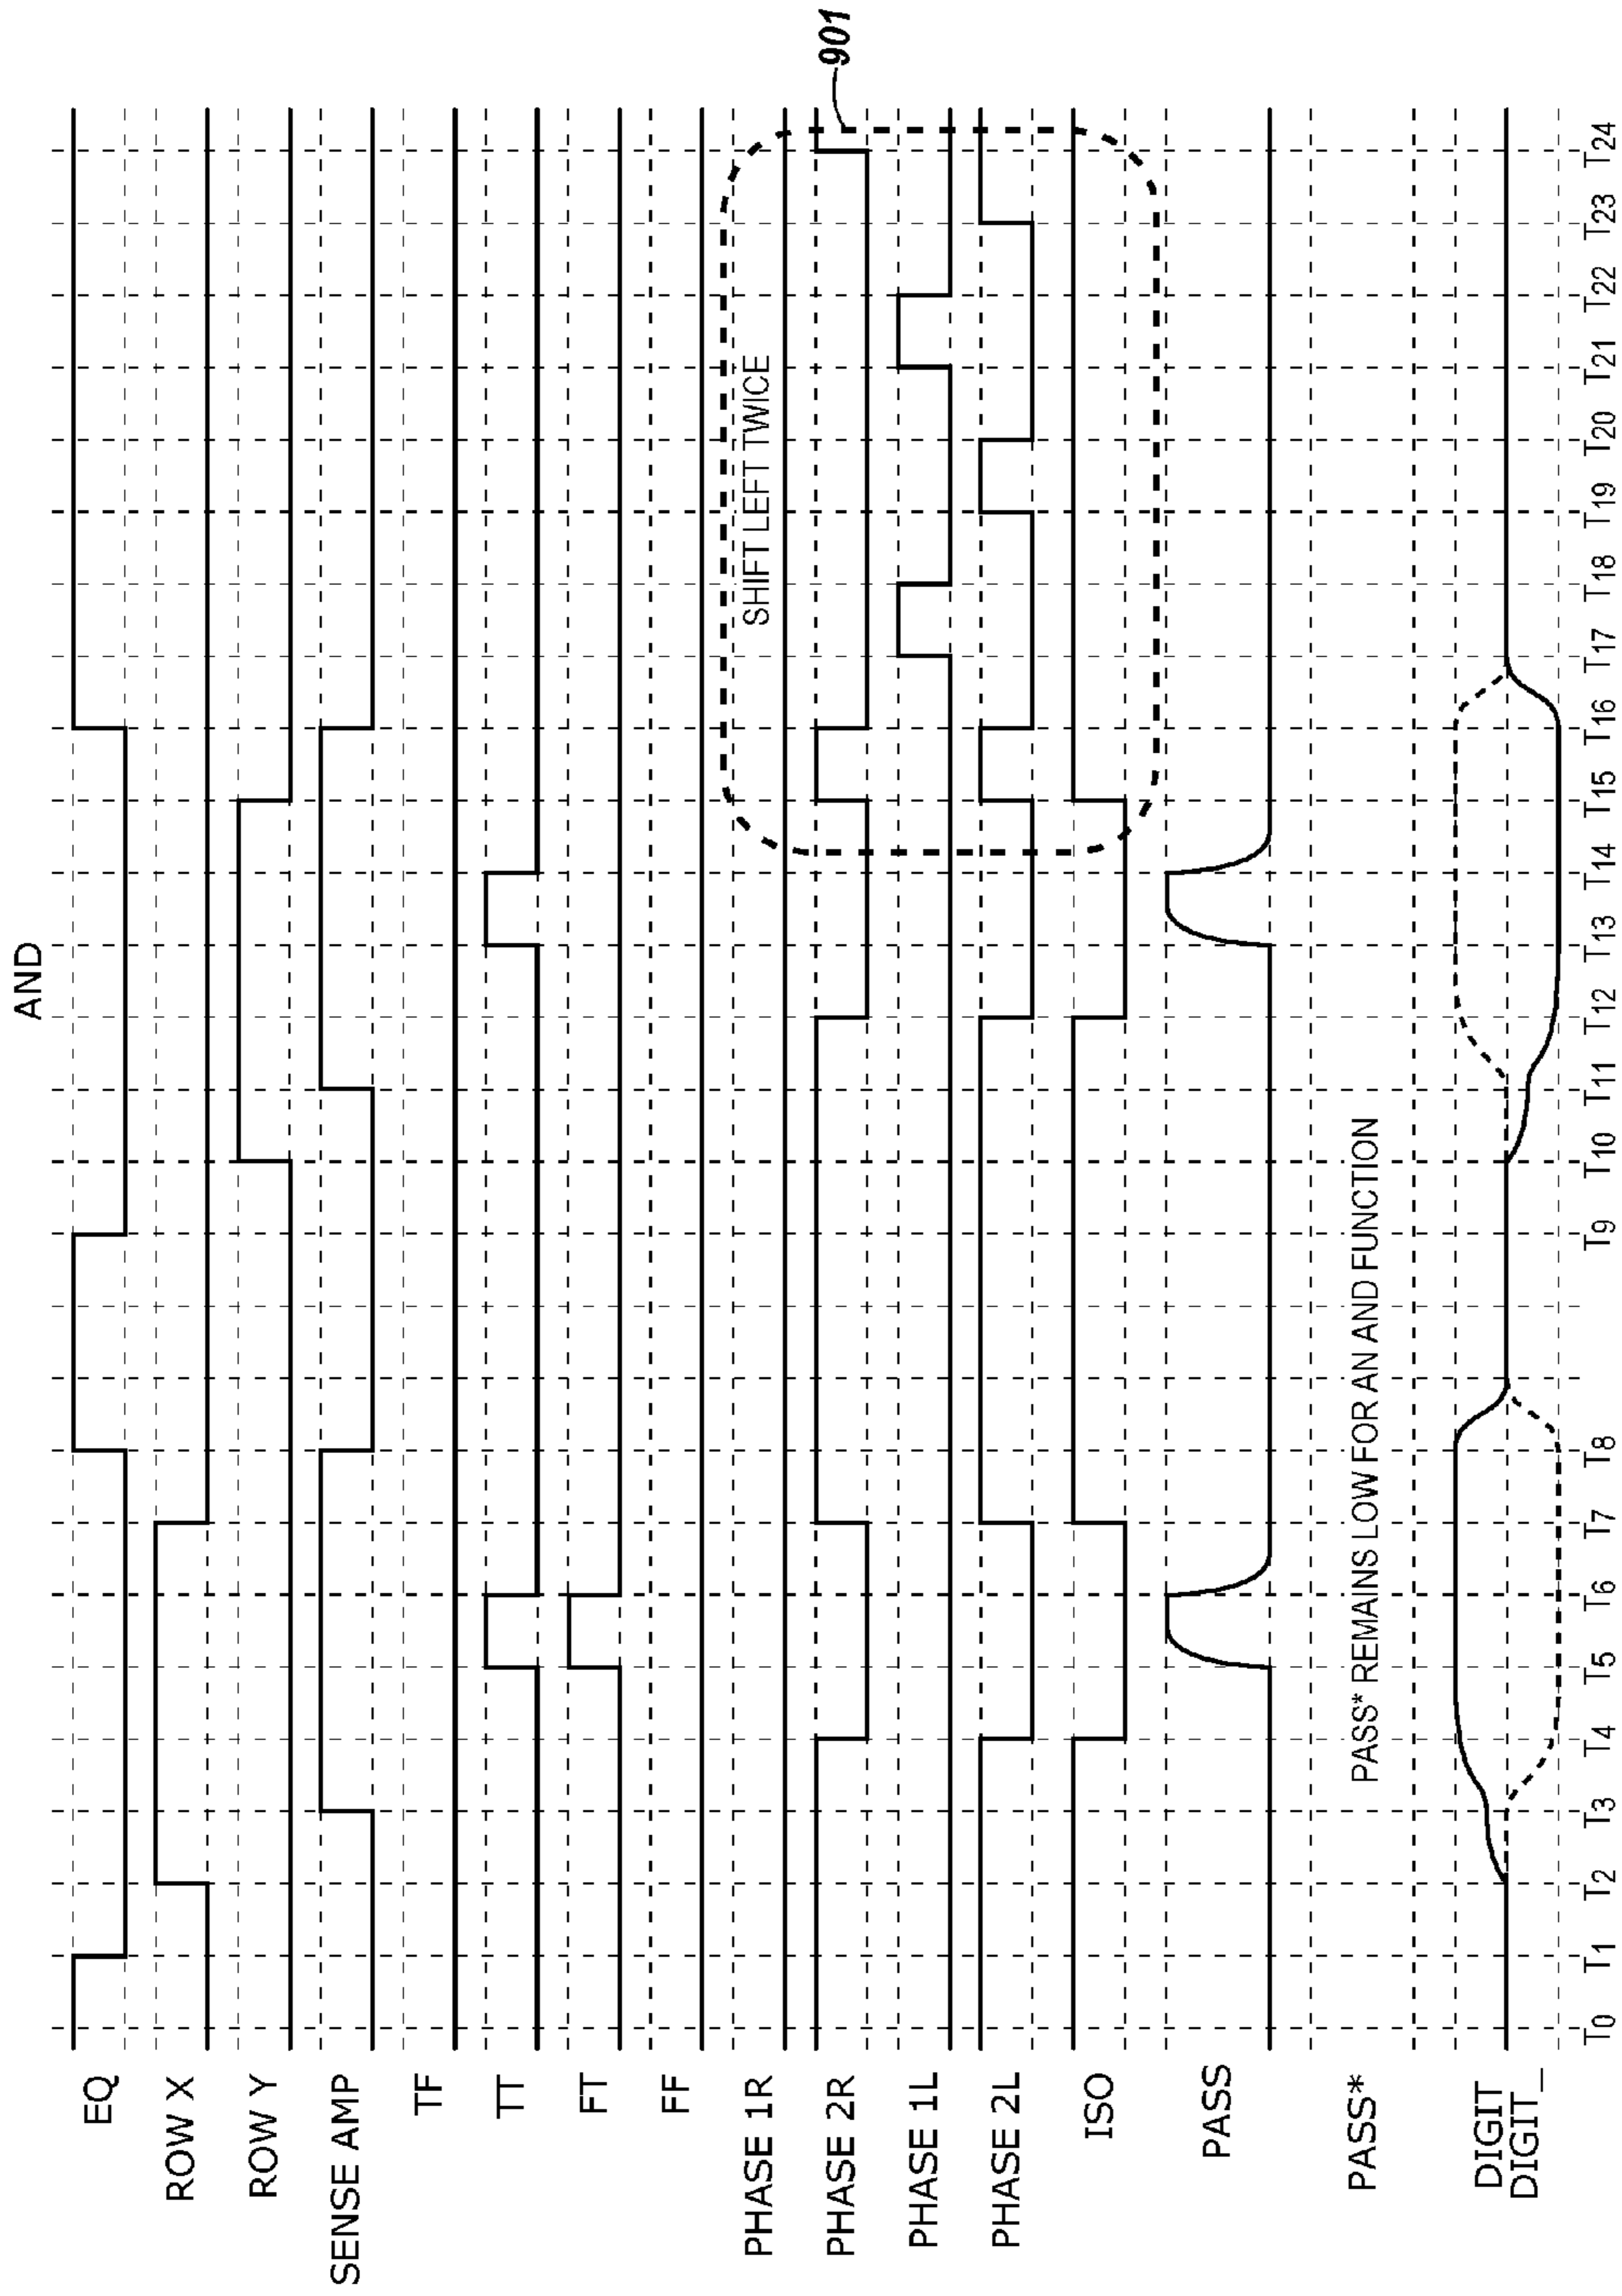 AND
EQ
ROW X
ROW Y
SENSE AMP
TF
TT
FT
FF
PHASE 1R
SHIFT LEFT TWICE
901
PHASE 2R
PHASE 1L
PHASE 2L
ISO
PASS
PASS*
PASS* REMAINS LOW FOR AN AND FUNCTION
DIGIT
DIGIT_
T0 T1 T2 T3 T4 T5 T6 T7 T8 T9 T10 T11 T12 T13 T14 T15 T16 T17 T18 T19 T20 T21 T22 T23 T24